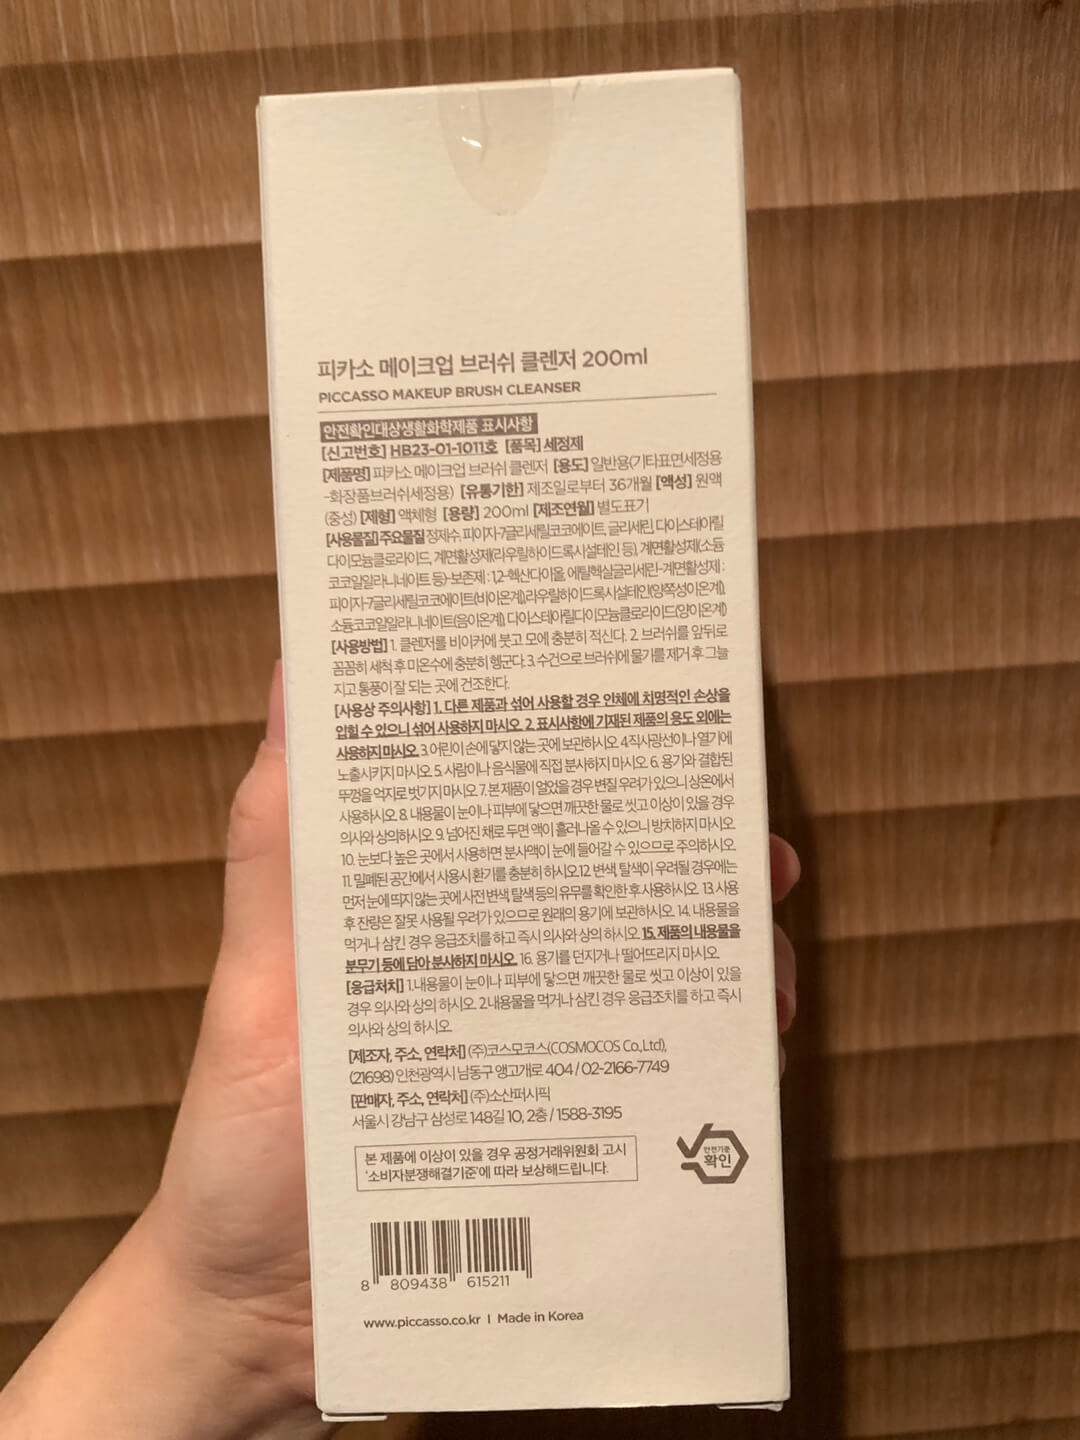 피카소 메이크업 브러쉬 클렌저 200ml
PICCASSO MAKEUP BRUSH CLEANSER
안전확인대상생활화학제품 표시사항
[신고번호] HB23-01-1011호 [품목] 세정제
[제품명] 피카소 메이크업 브러쉬 클렌저 [용도] 일반용(기타표면세정용
-화장품브러쉬세정용) [유통기한] 제조일로부터 36개월 [액성] 원액
(중성) [제형] 액체형 [용량] 200ml [제조연월] 별도표기
[사용물질] 주요물질 정제수, 피이자-7글리세릴코코에이트, 글리세린, 다이스테아릴
다이모늄클로라이드, 계면활성제(라우릴하이드록시설테인 등), 계면활성제(소듐
코코일알라니네이트 등)-보존제 : 1,2-헥산다이올, 에틸헥실글리세린-계면활성제 :
피이자-7글리세릴코코에이트(비이온계), 라우릴하이드록시설테인(양쪽성이온계),
소듐코코일알라니네이트(음이온계) 다이스테아릴다이모늄클로라이드(양이온계)
[사용방법] 1. 클렌저를 비이커에 붓고 모에 충분히 적신다. 2. 브러쉬를 앞뒤로
꼼꼼히 세척 후 미온수에 충분히 헹군다. 3. 수건으로 브러쉬에 물기를 제거 후 그늘
지고 통풍이 잘 되는 곳에 건조한다.
[사용상 주의사항] 1. 다른 제품과 섞어 사용할 경우 인체에 치명적인 손상을
입힐 수 있으니 섞어 사용하지 마시오. 2. 표시사항에 기재된 제품의 용도 외에는
사용하지 마시오. 3. 어린이 손에 닿지 않는 곳에 보관하시오. 4.직사광선이나 열기에
노출시키지 마시오. 5. 사람이나 음식물에 직접 분사하지 마시오. 6. 용기와 결합된
뚜껑을 억지로 벗기지 마시오. 7. 본 제품이 얼었을 경우 변질 우려가 있으니 상온에서
사용하시오. 8. 내용물이 눈이나 피부에 닿으면 깨끗한 물로 씻고 이상이 있을 경우
의사와 상의하시오. 9. 넘어진 채로 두면 액이 흘러나올 수 있으니 방치하지 마시오.
10. 눈보다 높은 곳에서 사용하면 분사액이 눈에 들어갈 수 있으므로 주의하시오.
11. 밀폐된 공간에서 사용시 환기를 충분히 하시오. 12. 변색, 탈색이 우려될 경우에는
먼저 눈에 띄지 않는 곳에 사전 변색, 탈색 등의 유무를 확인한 후 사용하시오. 13. 사용
후 잔량은 잘못 사용될 우려가 있으므로 원래의 용기에 보관하시오. 14. 내용물을
먹거나 삼킨 경우 응급조치를 하고 즉시 의사와 상의 하시오. 15. 제품의 내용물을
분무기 등에 담아 분사하지 마시오. 16. 용기를 던지거나 떨어뜨리지 마시오.
[응급처치] 1.내용물이 눈이나 피부에 닿으면 깨끗한 물로 씻고 이상이 있을
경우 의사와 상의 하시오. 2.내용물을 먹거나 삼킨 경우 응급조치를 하고 즉시
의사와 상의 하시오.
[제조자, 주소, 연락처] (주)코스모코스(COSMOCOS Co.,Ltd),
(21698) 인천광역시 남동구 앵고개로 404 / 02-2166-7749
[판매자, 주소, 연락처] (주)소산퍼시픽
서울시 강남구 삼성로 148길 10, 2층 / 1588-3195
본 제품에 이상이 있을 경우 공정거래위원회 고시
'소비자분쟁해결기준'에 따라 보상해드립니다.
안전기준
확인
8 809438 615211
www.piccasso.co.kr | Made in Korea